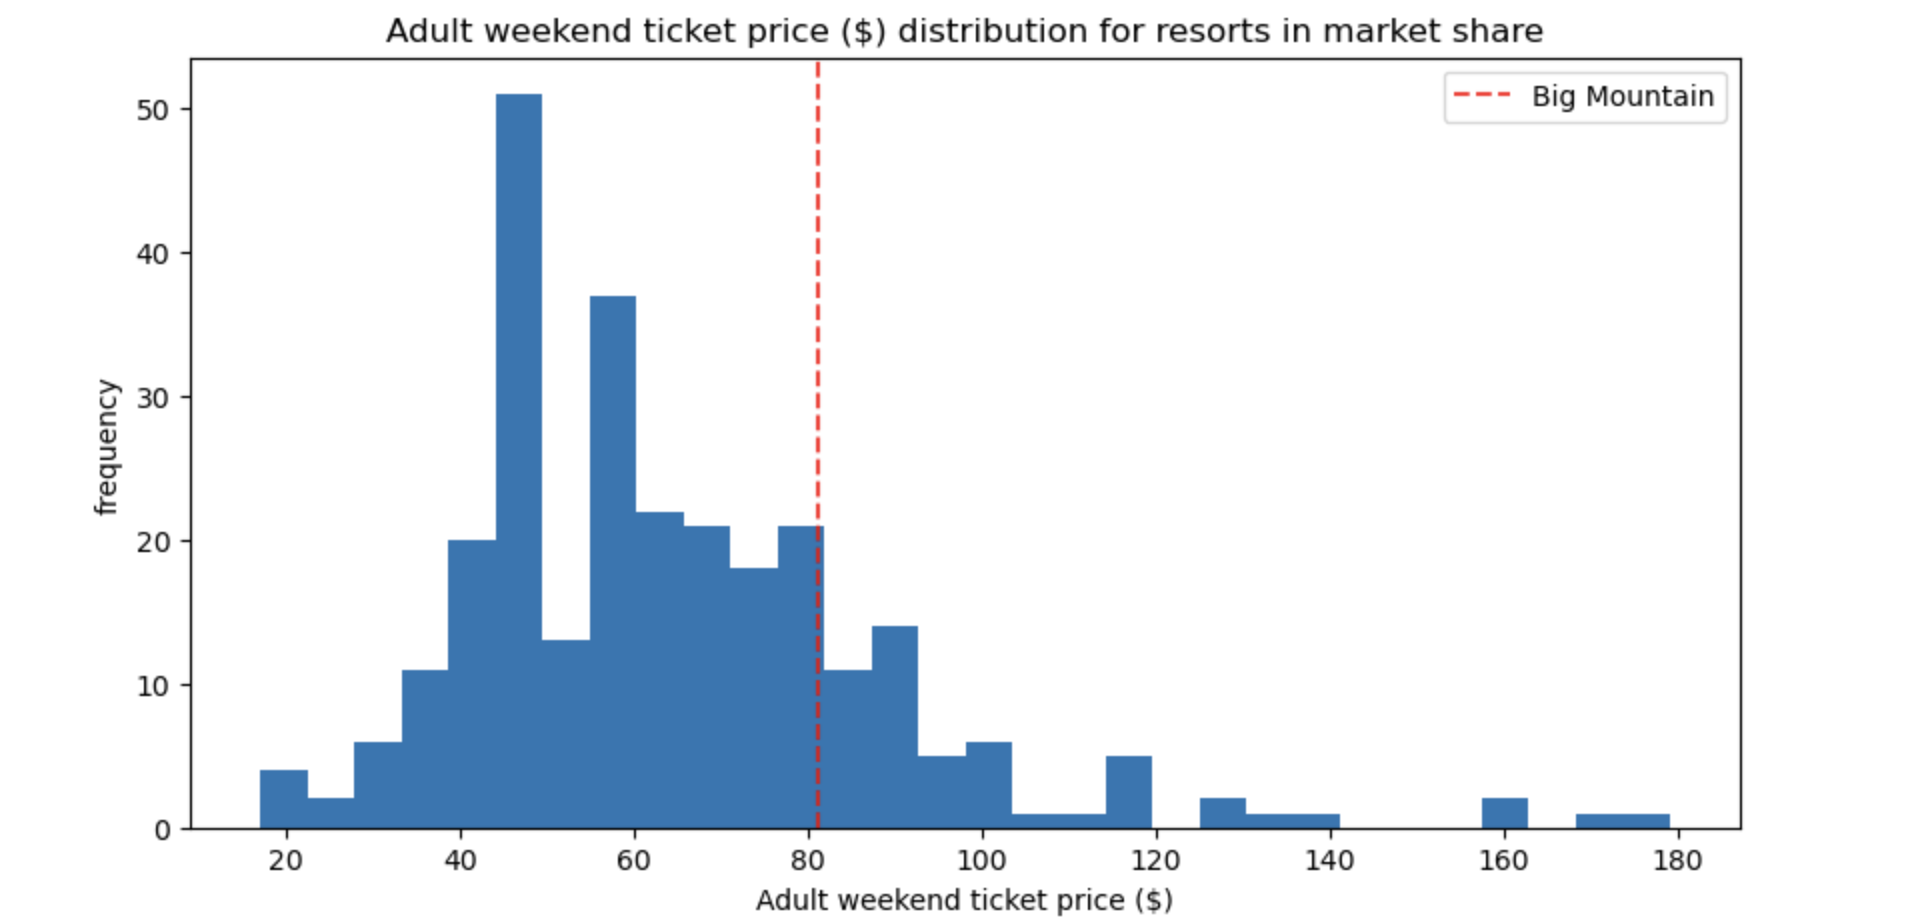 Adult weekend ticket price ($) distribution for resorts in market share
Big Mountain
50
40
30
20
10
0
frequency
20 40 60 80 100 120 140 160 180
Adult weekend ticket price ($)